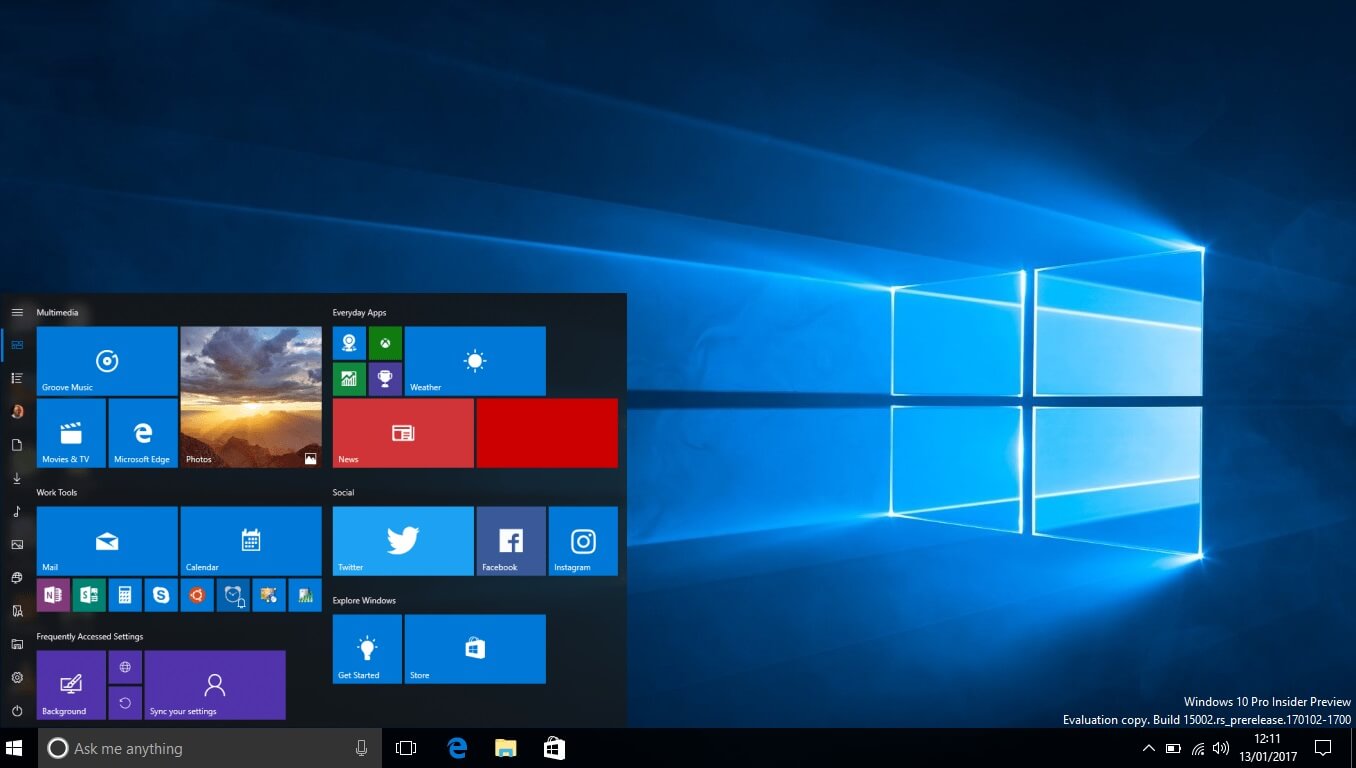 Multimedia
Groove Music
Movies & TV
Microsoft Edge
Photos
Everyday Apps
Weather
News
Work Tools
Mail
Calendar
Social
Twitter
Facebook
Instagram
Explore Windows
Get Started
Store
Frequently Accessed Settings
Background
Sync your settings
Windows 10 Pro Insider Preview
Evaluation copy. Build 15002.rs_prerelease.170102-1700
Ask me anything
12:11
13/01/2017